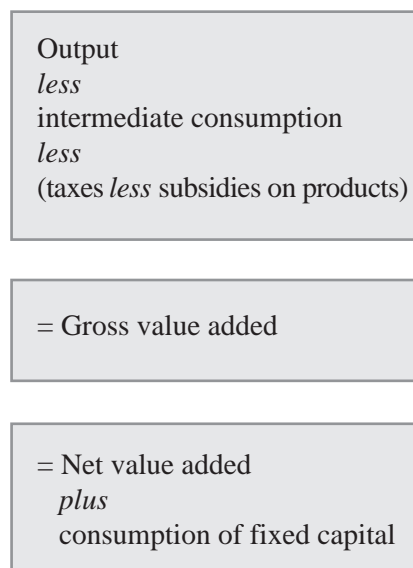 Output
less
intermediate consumption
less
(taxes less subsidies on products)
= Gross value added
= Net value added
plus
consumption of fixed capital